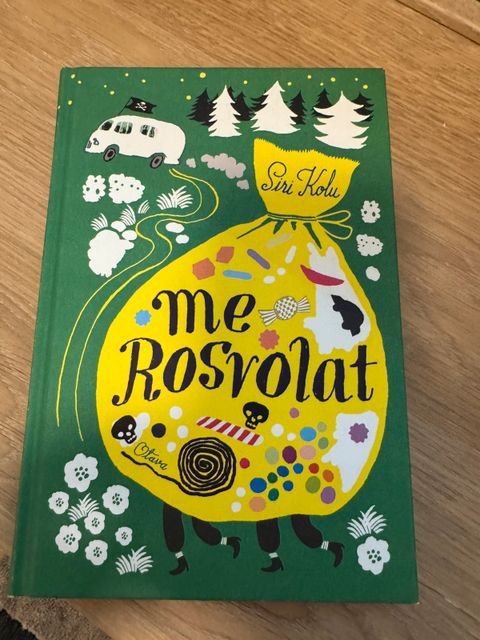 Siri Kolu
me
Rosvolat
Otava